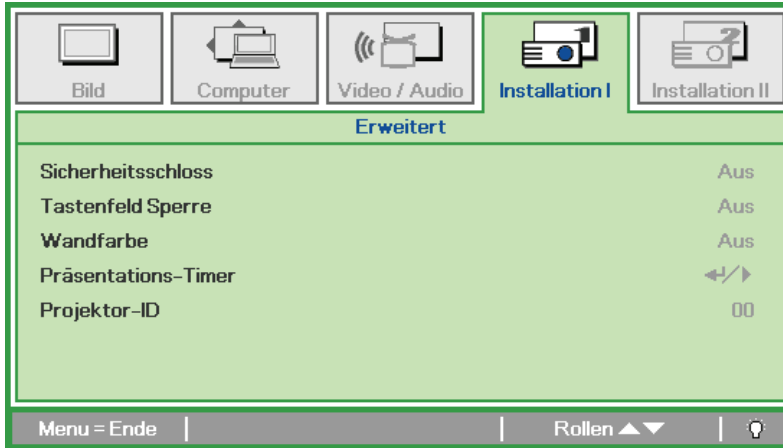 Bild
Computer
Video / Audio
Installation I
Installation II
Erweitert
Sicherheitsschloss Aus
Tastenfeld Sperre Aus
Wandfarbe Aus
Präsentations-Timer
Projektor-ID 00
Menu = Ende Rollen